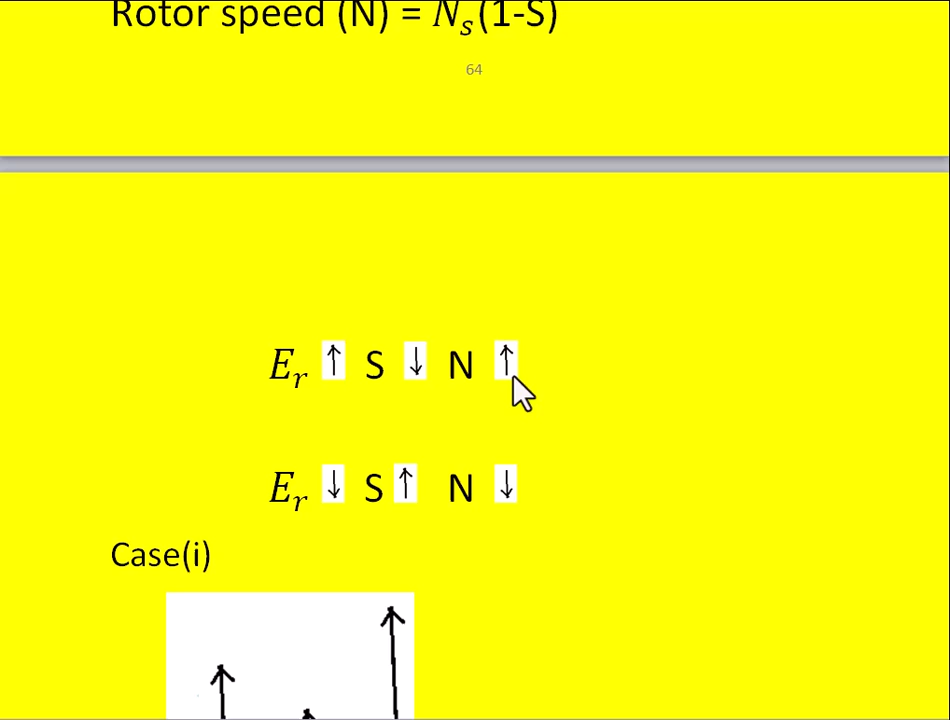 Rotor speed (N) = Nₛ(1-S)
64
Eᵣ ↑ S ↓ N ↑
Eᵣ ↓ S ↑ N ↓
Case(i)